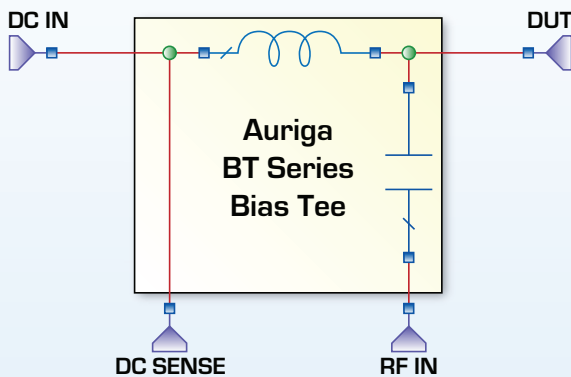 DC IN
DUT
Auriga
BT Series
Bias Tee
DC SENSE
RF IN